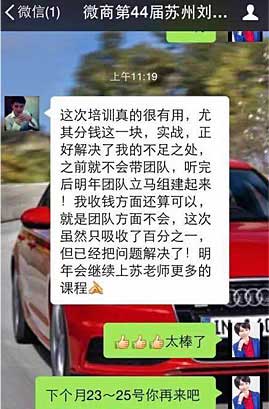 微信(1)
微商第44届苏州刘…
上午11:19
这次培训真的很有用，尤
其分钱这一块，实战，正
好解决了我的不足之处，
之前就不会带团队，听完
后明年团队立马组建起来
！我收钱方面还算可以，
就是团队方面不会，这次
虽然只吸收了百分之一，
但已经把问题解决了！明
年会继续上苏老师更多的
课程
太棒了
下个月23～25号你再来吧